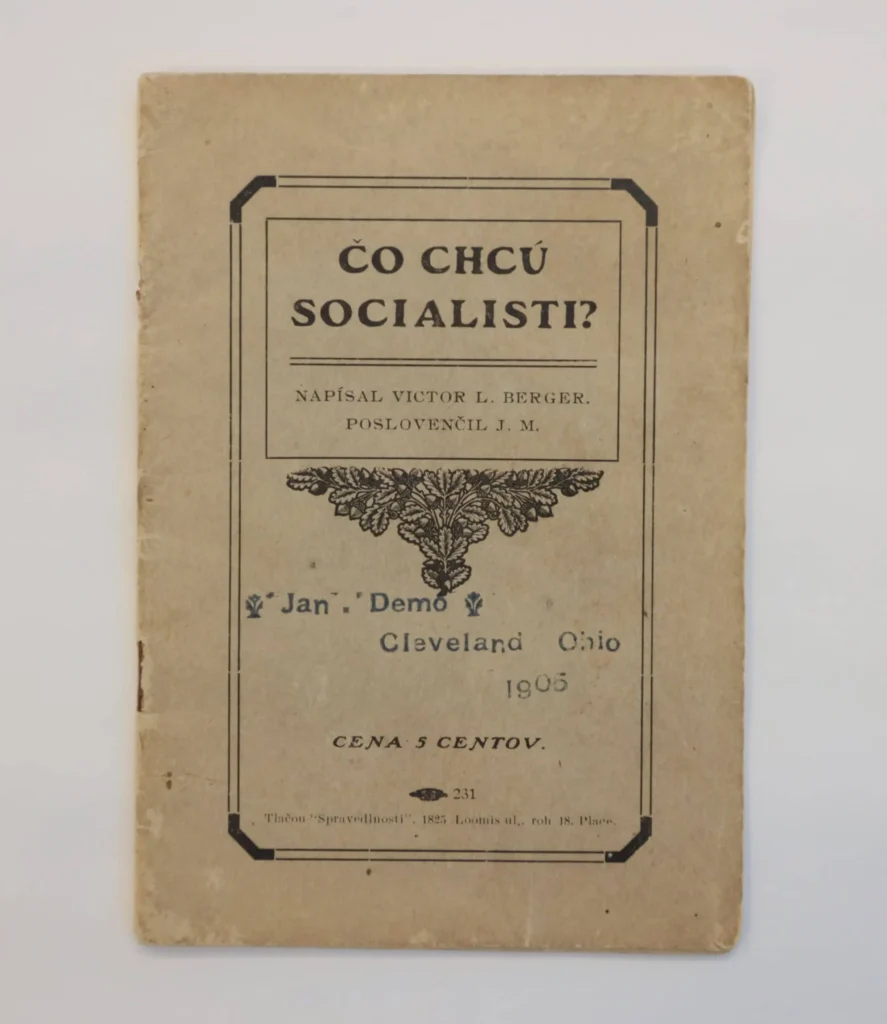 ČO CHCÚ
SOCIALISTI?
NAPÍSAL VICTOR L. BERGER.
POSLOVENČIL J. M.
Jan . Demo
Cleveland Ohio
1905
CENA 5 CENTOV.
231
Tlačou "Spravedlnosti", 1825 Loomis ul., roh 18. Place.